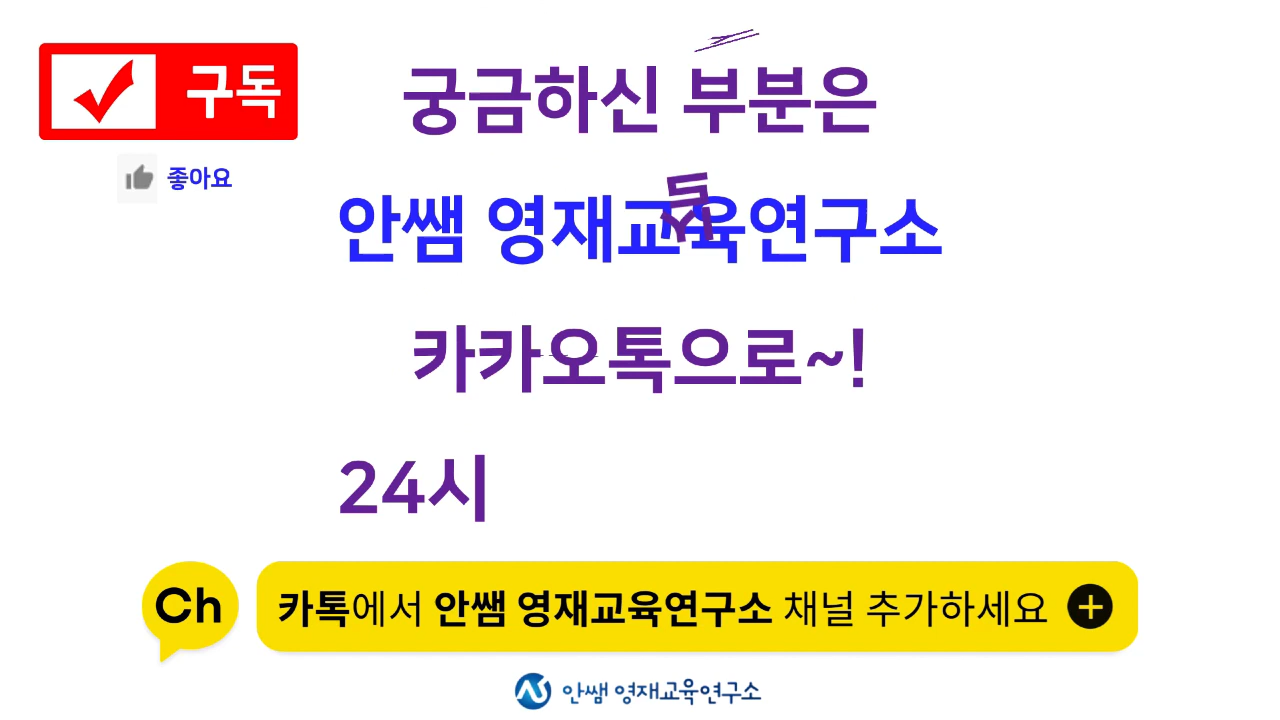 구독
좋아요
궁금하신 부분은
안쌤 영재교육연구소
카카오톡으로~!
24시
Ch
카톡에서 안쌤 영재교육연구소 채널 추가하세요
안쌤 영재교육연구소